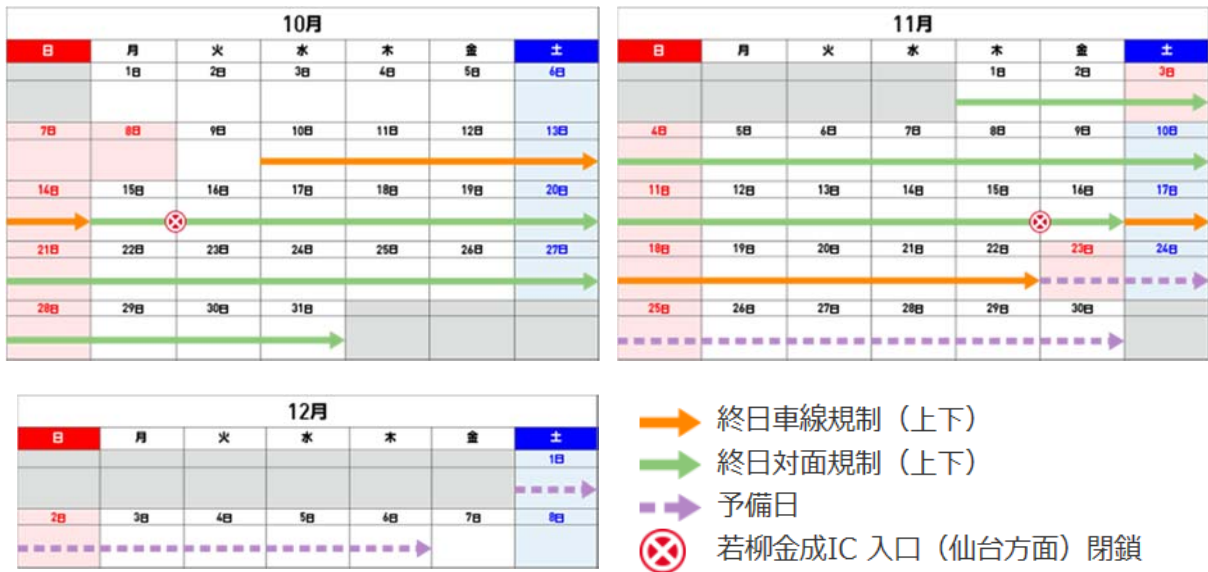 10月
日 月 火 水 木 金 土
1日 2日 3日 4日 5日 6日
7日 8日 9日 10日 11日 12日 13日
14日 15日 16日 17日 18日 19日 20日
21日 22日 23日 24日 25日 26日 27日
28日 29日 30日 31日
11月
日 月 火 水 木 金 土
1日 2日 3日
4日 5日 6日 7日 8日 9日 10日
11日 12日 13日 14日 15日 16日 17日
18日 19日 20日 21日 22日 23日 24日
25日 26日 27日 28日 29日 30日
12月
日 月 火 水 木 金 土
1日
2日 3日 4日 5日 6日 7日 8日
終日車線規制（上下）
終日対面規制（上下）
予備日
若柳金成IC 入口（仙台方面）閉鎖